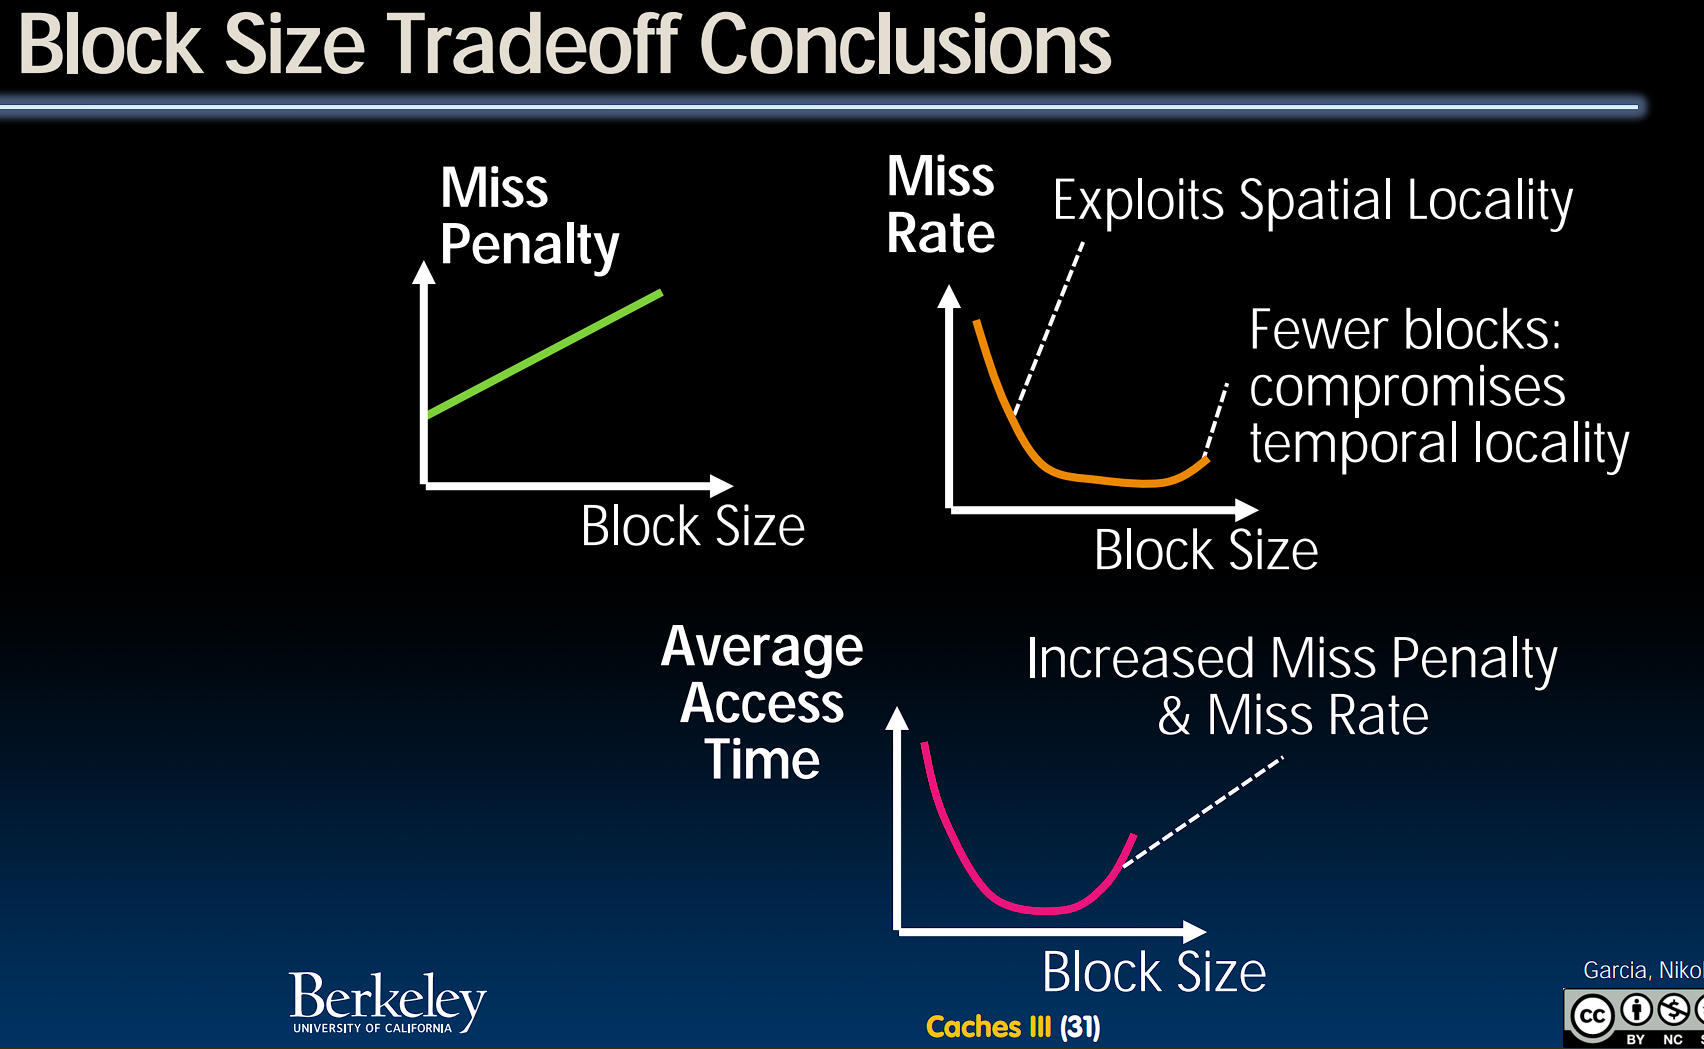 Block Size Tradeoff Conclusions
Miss
Penalty
Block Size
Miss
Rate
Exploits Spatial Locality
Fewer blocks:
compromises
temporal locality
Block Size
Average
Access
Time
Increased Miss Penalty
& Miss Rate
Block Size
Berkeley
UNIVERSITY OF CALIFORNIA
Caches III (31)
Garcia,
cc
BY NC